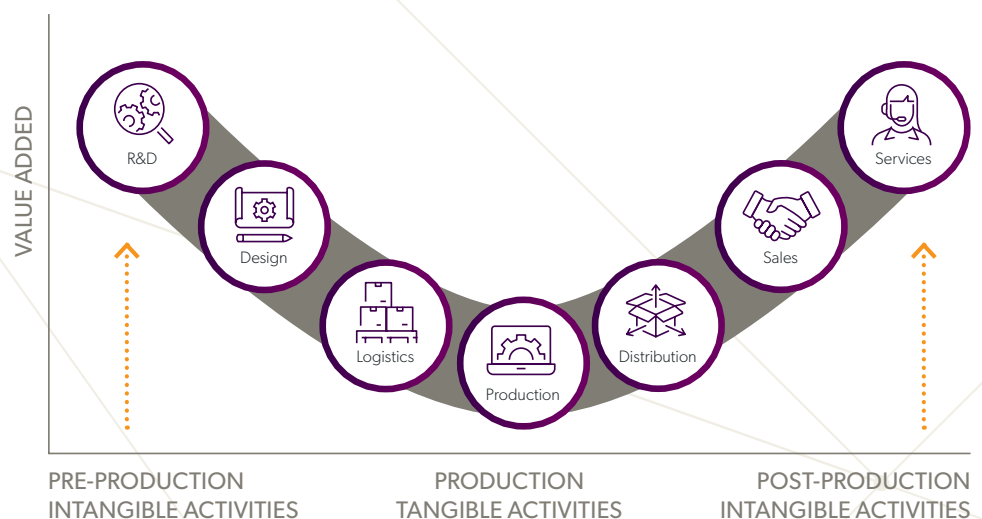 VALUE ADDED
R&D
Design
Logistics
Production
Distribution
Sales
Services
PRE-PRODUCTION
INTANGIBLE ACTIVITIES
PRODUCTION
TANGIBLE ACTIVITIES
POST-PRODUCTION
INTANGIBLE ACTIVITIES